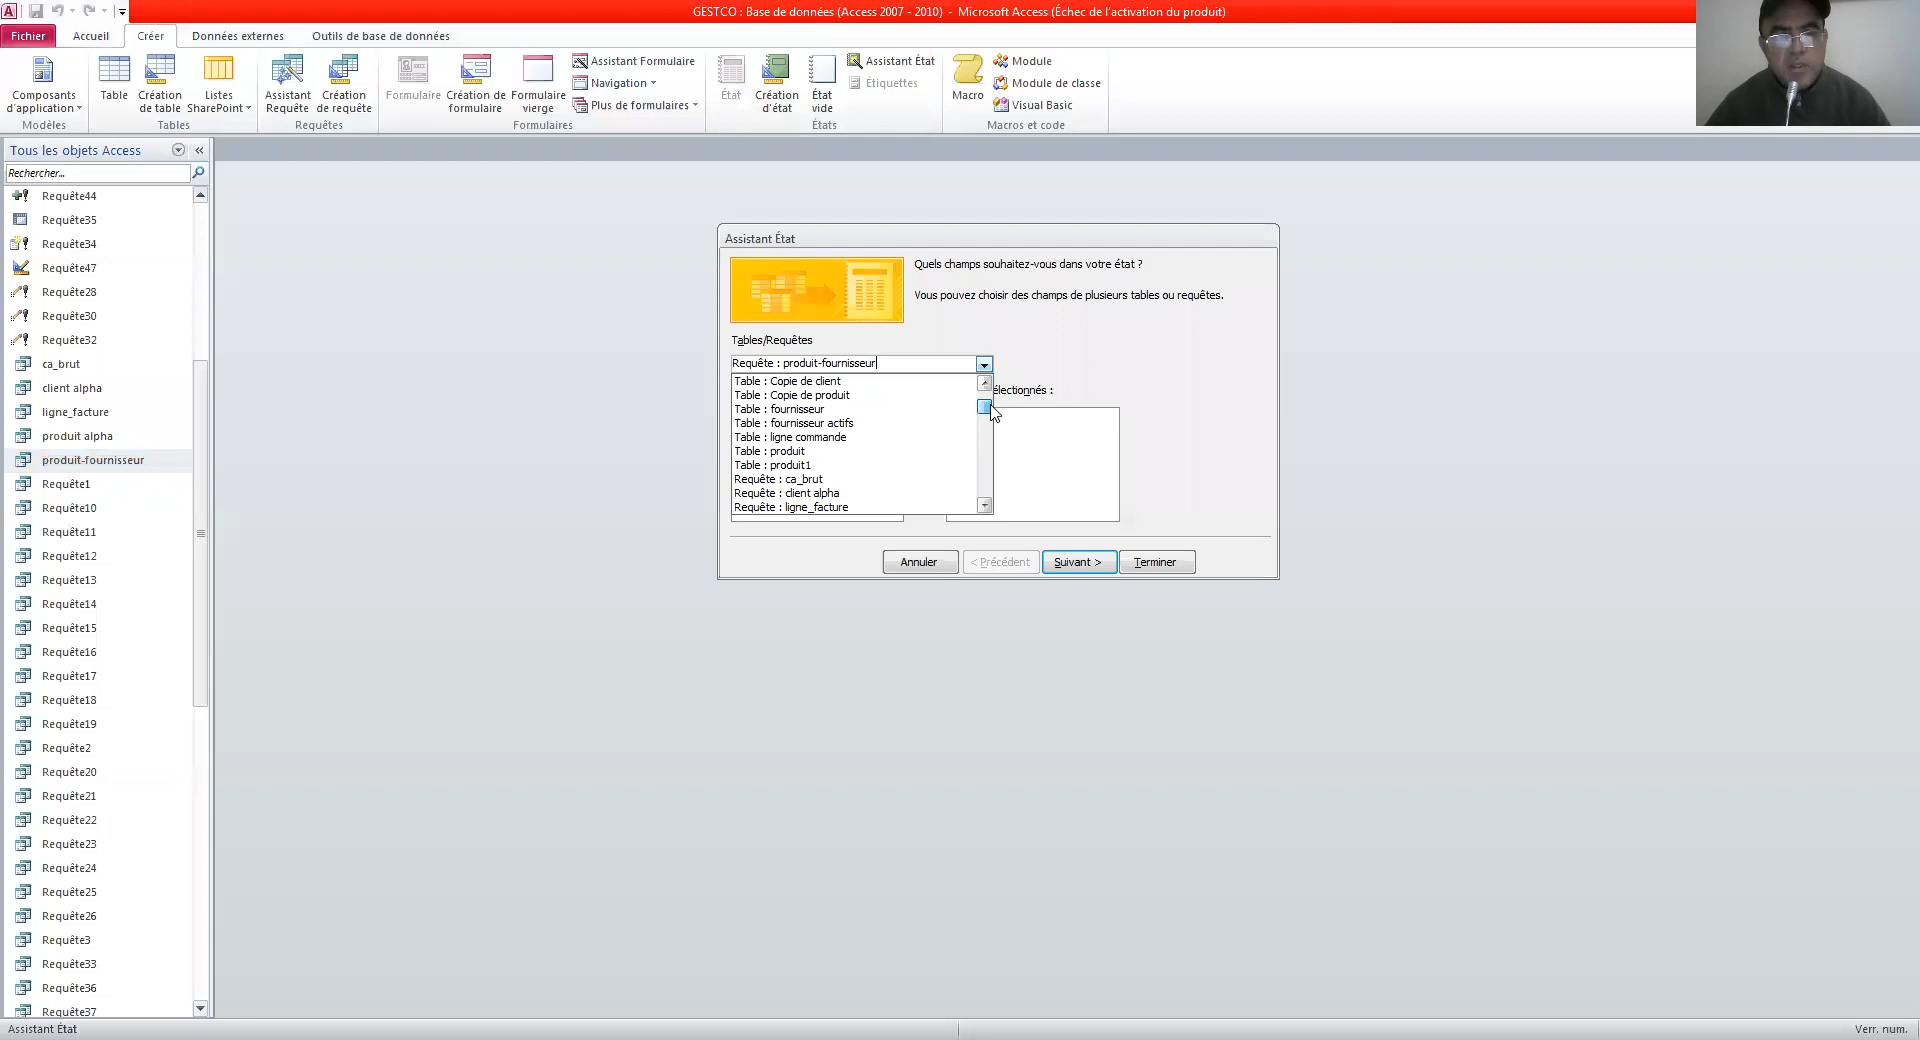 GESTCO : Base de données (Access 2007 - 2010) - Microsoft Access (Échec de l'activation du produit)
Fichier
Accueil
Créer
Données externes
Outils de base de données
Composants d'application
Modèles
Table
Création de table
Listes SharePoint
Tables
Assistant Requête
Création de requête
Requêtes
Formulaire
Création de formulaire
Formulaire vierge
Assistant Formulaire
Navigation
Plus de formulaires
Formulaires
État
Création d'état
État vide
Assistant État
Étiquettes
États
Macro
Module
Module de classe
Visual Basic
Macros et code
Tous les objets Access
Rechercher...
Requête44
Requête35
Requête34
Requête47
Requête28
Requête30
Requête32
ca_brut
client alpha
ligne_facture
produit alpha
produit-fournisseur
Requête1
Requête10
Requête11
Requête12
Requête13
Requête14
Requête15
Requête16
Requête17
Requête18
Requête19
Requête2
Requête20
Requête21
Requête22
Requête23
Requête24
Requête25
Requête26
Requête3
Requête33
Requête36
Requête37
Assistant État
Quels champs souhaitez-vous dans votre état ?
Vous pouvez choisir des champs de plusieurs tables ou requêtes.
Tables/Requêtes
Requête : produit-fournisseur
Table : Copie de client
Table : Copie de produit
Table : fournisseur
Table : fournisseur actifs
Table : ligne commande
Table : produit
Table : produit1
Requête : ca_brut
Requête : client alpha
Requête : ligne_facture
électionnés :
Annuler
< Précédent
Suivant >
Terminer
Assistant État
Verr. num.